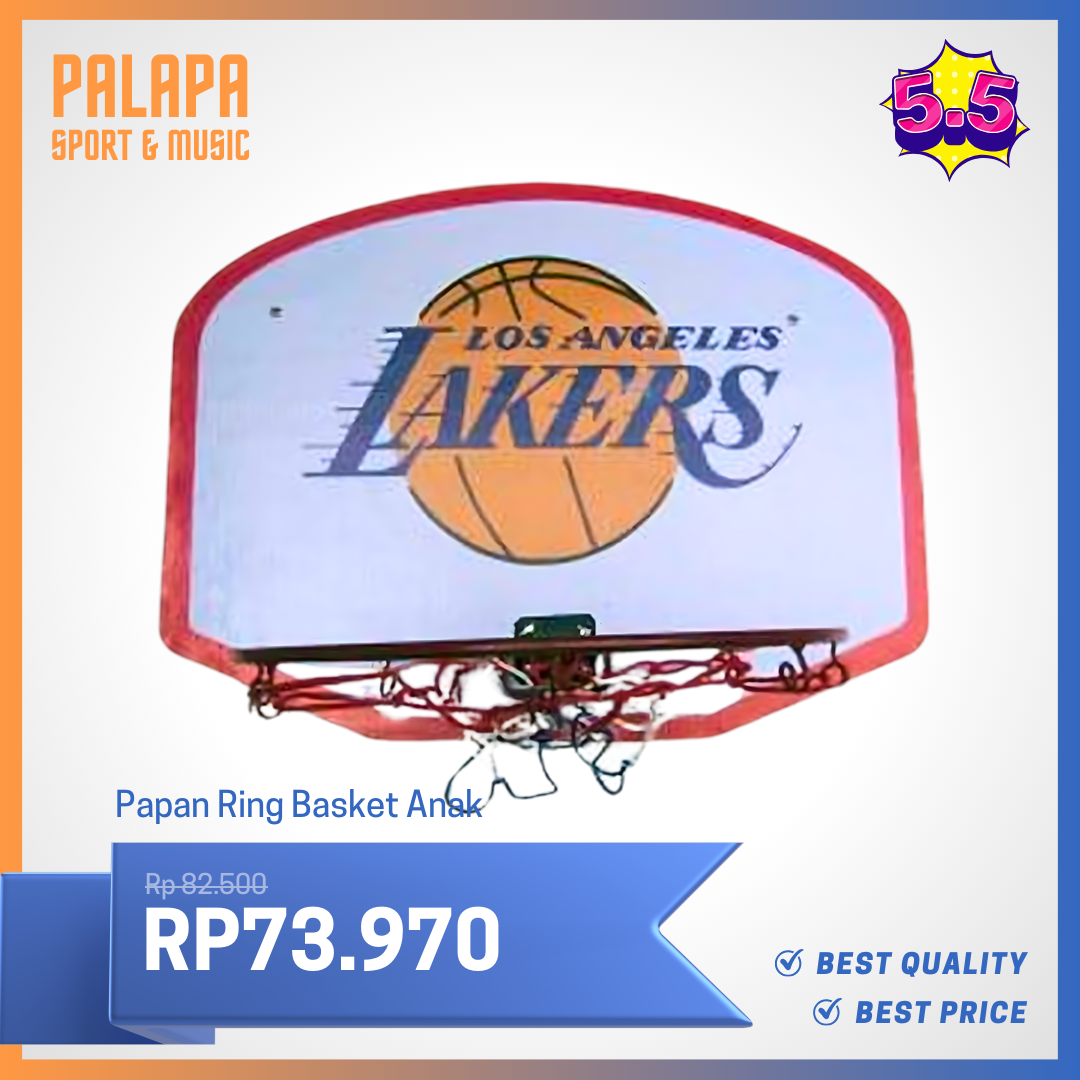 PALAPA
SPORT & MUSIC
5.5
LOS ANGELES
LAKERS
Papan Ring Basket Anak
Rp 82.500
RP73.970
BEST QUALITY
BEST PRICE